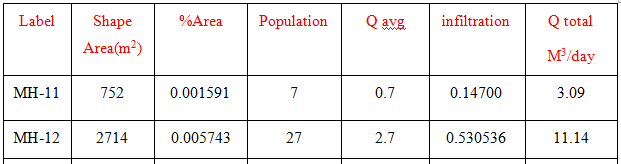 Label Shape Area(m²) %Area Population Q avg infiltration Q total M³/day
MH-11 752 0.001591 7 0.7 0.14700 3.09
MH-12 2714 0.005743 27 2.7 0.530536 11.14